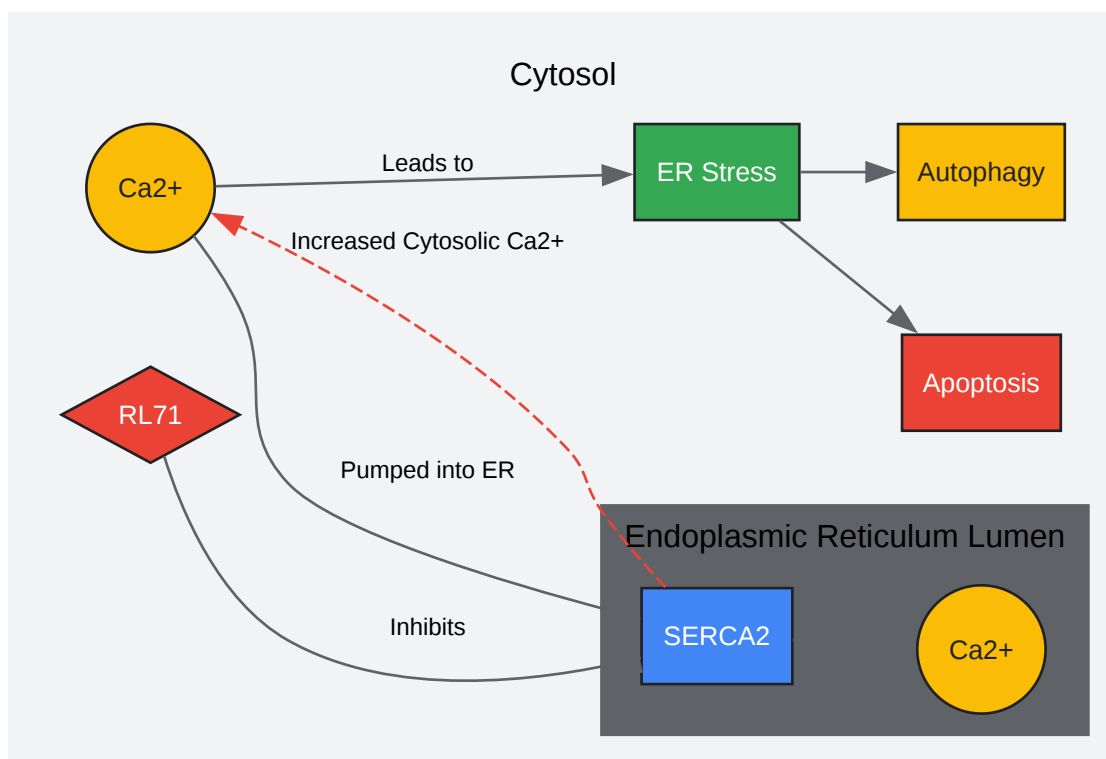 Cytosol
Ca2+
Leads to
ER Stress
Autophagy
Increased Cytosolic Ca2+
Apoptosis
RL71
Pumped into ER
Endoplasmic Reticulum Lumen
Inhibits
SERCA2
Ca2+